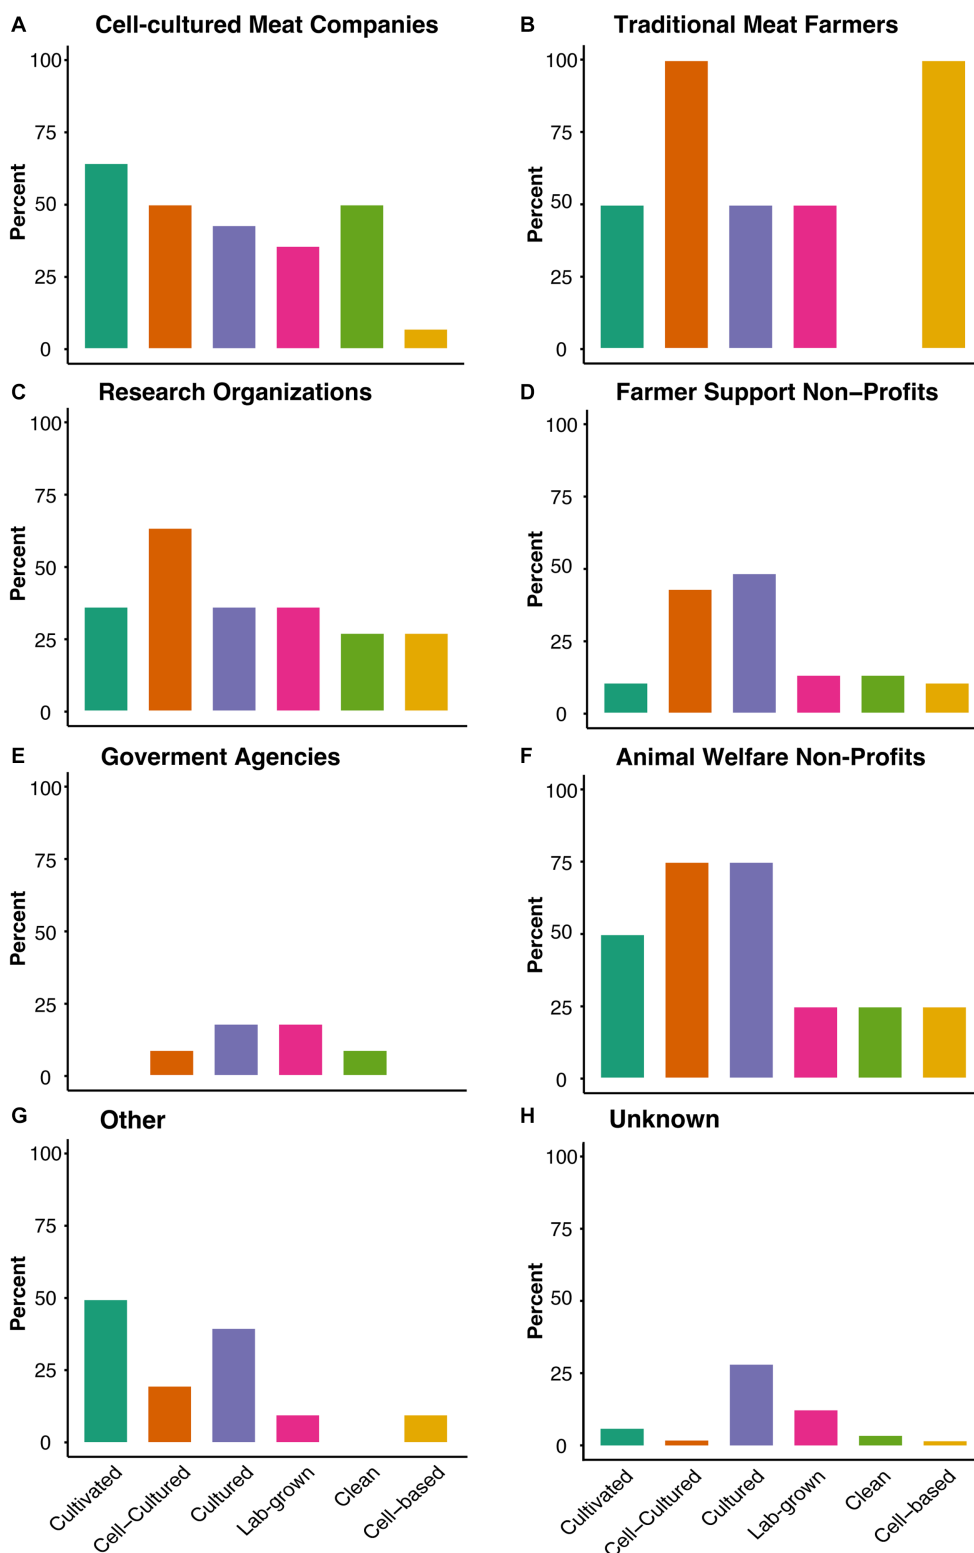 A Cell-cultured Meat Companies
Percent
100
75
50
25
0
B Traditional Meat Farmers
Percent
100
75
50
25
0
C Research Organizations
Percent
100
75
50
25
0
D Farmer Support Non–Profits
Percent
100
75
50
25
0
E Goverment Agencies
Percent
100
75
50
25
0
F Animal Welfare Non-Profits
Percent
100
75
50
25
0
G Other
Percent
100
75
50
25
0
Cultivated
Cell–Cultured
Cultured
Lab-grown
Clean
Cell–based
H Unknown
Percent
100
75
50
25
0
Cultivated
Cell–Cultured
Cultured
Lab-grown
Clean
Cell–based